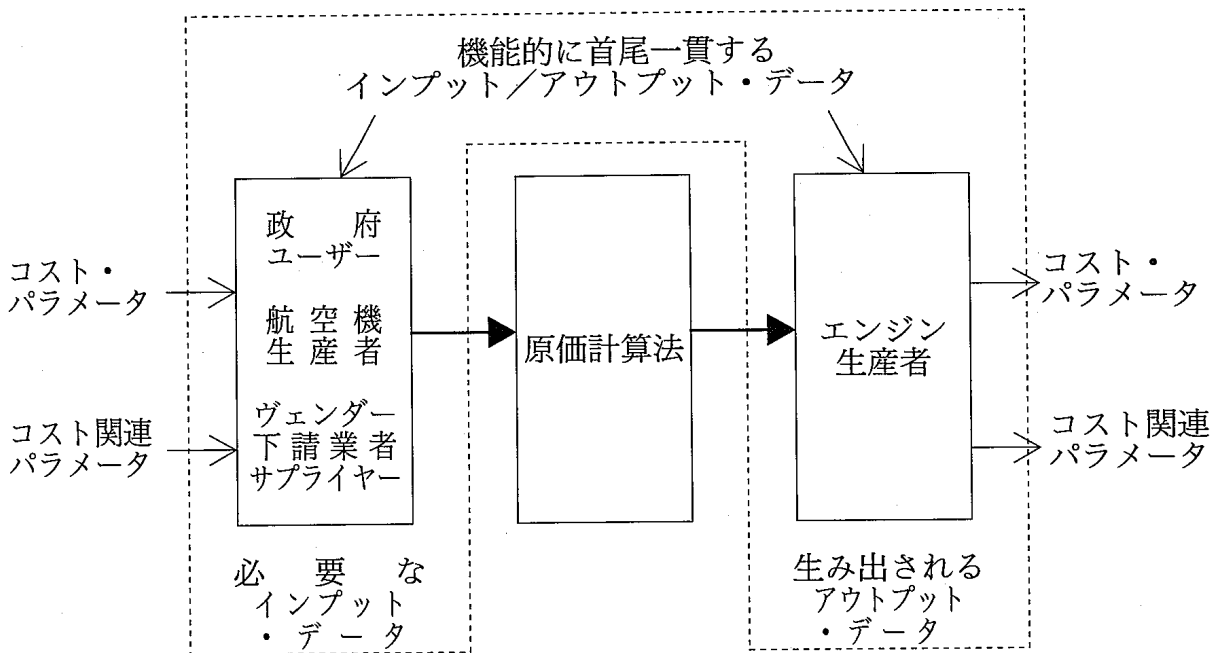 機能的に首尾一貫する
インプット／アウトプット・データ
コスト・
パラメータ
コスト関連
パラメータ
政府
ユーザー
航空機
生産者
ヴェンダー
下請業者
サプライヤー
原価計算法
エンジン
生産者
コスト・
パラメータ
コスト関連
パラメータ
必要な
インプット
・データ
生み出される
アウトプット
・データ